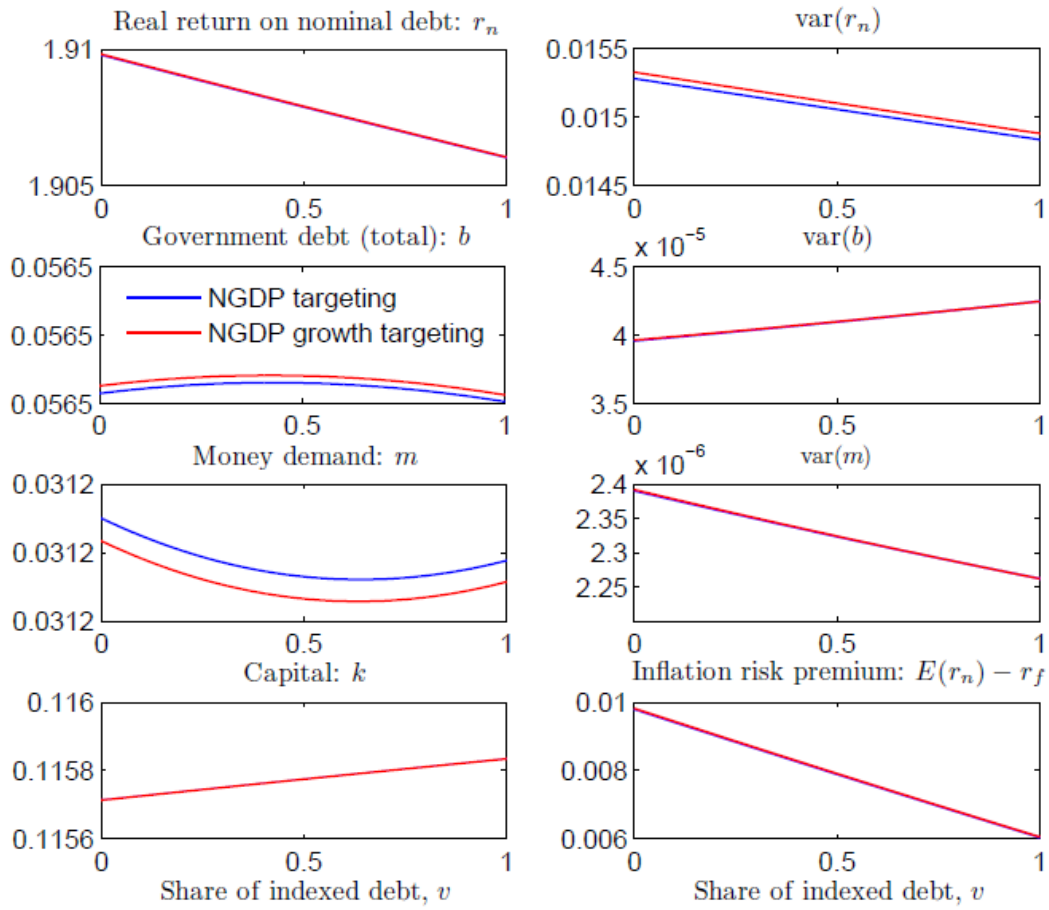 Real return on nominal debt: r_n
1.91
1.905
0 0.5 1
var(r_n)
0.0155
0.015
0.0145
0 0.5 1
Government debt (total): b
0.0565
0.0565
0.0565
NGDP targeting
NGDP growth targeting
0 0.5 1
var(b)
x 10⁻⁵
4.5
4
3.5
0 0.5 1
Money demand: m
0.0312
0.0312
0.0312
0 0.5 1
var(m)
x 10⁻⁶
2.4
2.35
2.3
2.25
0 0.5 1
Capital: k
0.116
0.1158
0.1156
0 0.5 1
Share of indexed debt, v
Inflation risk premium: E(r_n) − r_f
0.01
0.008
0.006
0 0.5 1
Share of indexed debt, v